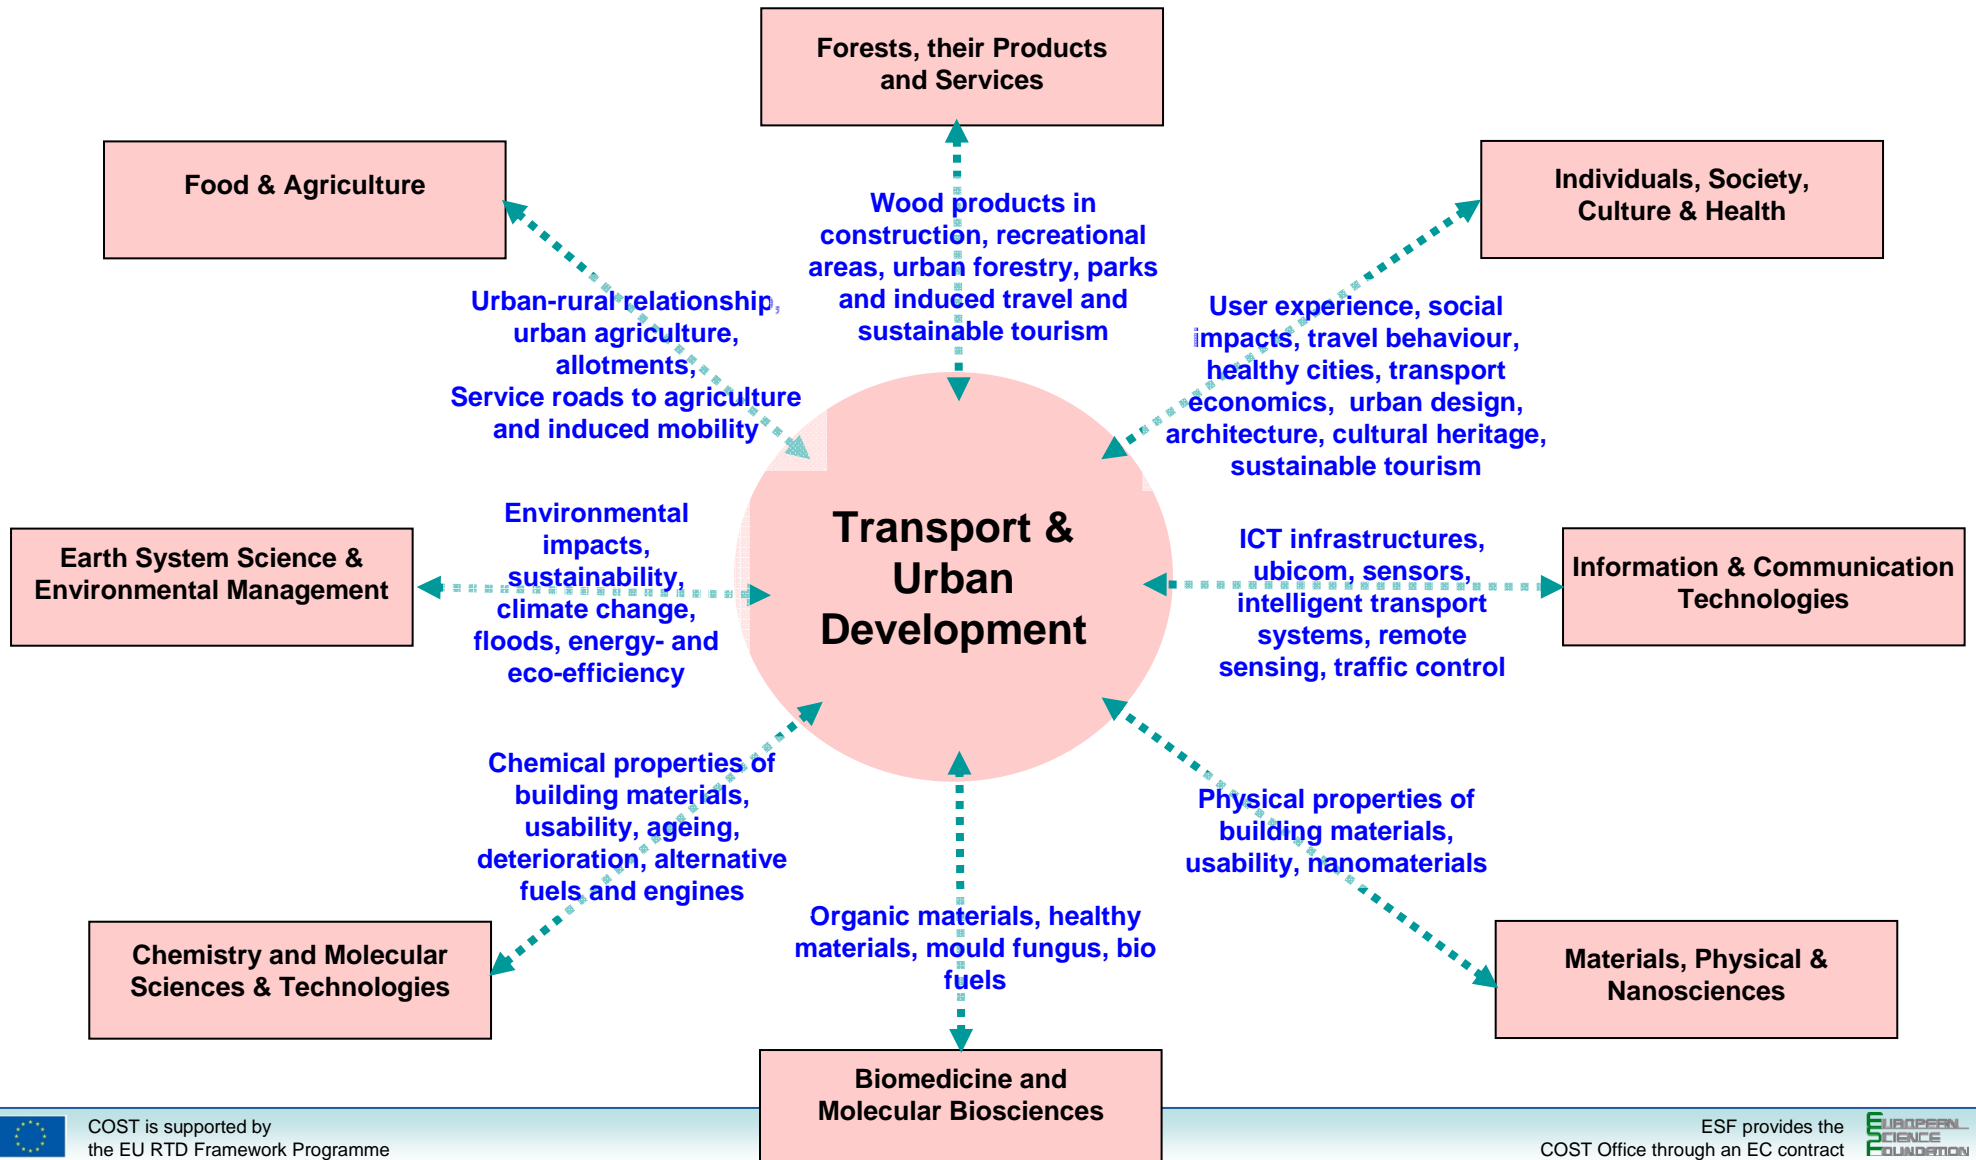 Forests, their Products
and Services
Food & Agriculture
Individuals, Society,
Culture & Health
Wood products in
construction, recreational
areas, urban forestry, parks
and induced travel and
sustainable tourism
Urban-rural relationship,
urban agriculture,
allotments,
Service roads to agriculture
and induced mobility
User experience, social
impacts, travel behaviour,
healthy cities, transport
economics, urban design,
architecture, cultural heritage,
sustainable tourism
Earth System Science &
Environmental Management
Environmental
impacts,
sustainability,
climate change,
floods, energy- and
eco-efficiency
Transport &
Urban
Development
ICT infrastructures,
ubicom, sensors,
intelligent transport
systems, remote
sensing, traffic control
Information & Communication
Technologies
Chemical properties of
building materials,
usability, ageing,
deterioration, alternative
fuels and engines
Physical properties of
building materials,
usability, nanomaterials
Organic materials, healthy
materials, mould fungus, bio
fuels
Chemistry and Molecular
Sciences & Technologies
Materials, Physical &
Nanosciences
Biomedicine and
Molecular Biosciences
COST is supported by
the EU RTD Framework Programme
ESF provides the
COST Office through an EC contract
EUROPEAN
SCIENCE
FOUNDATION